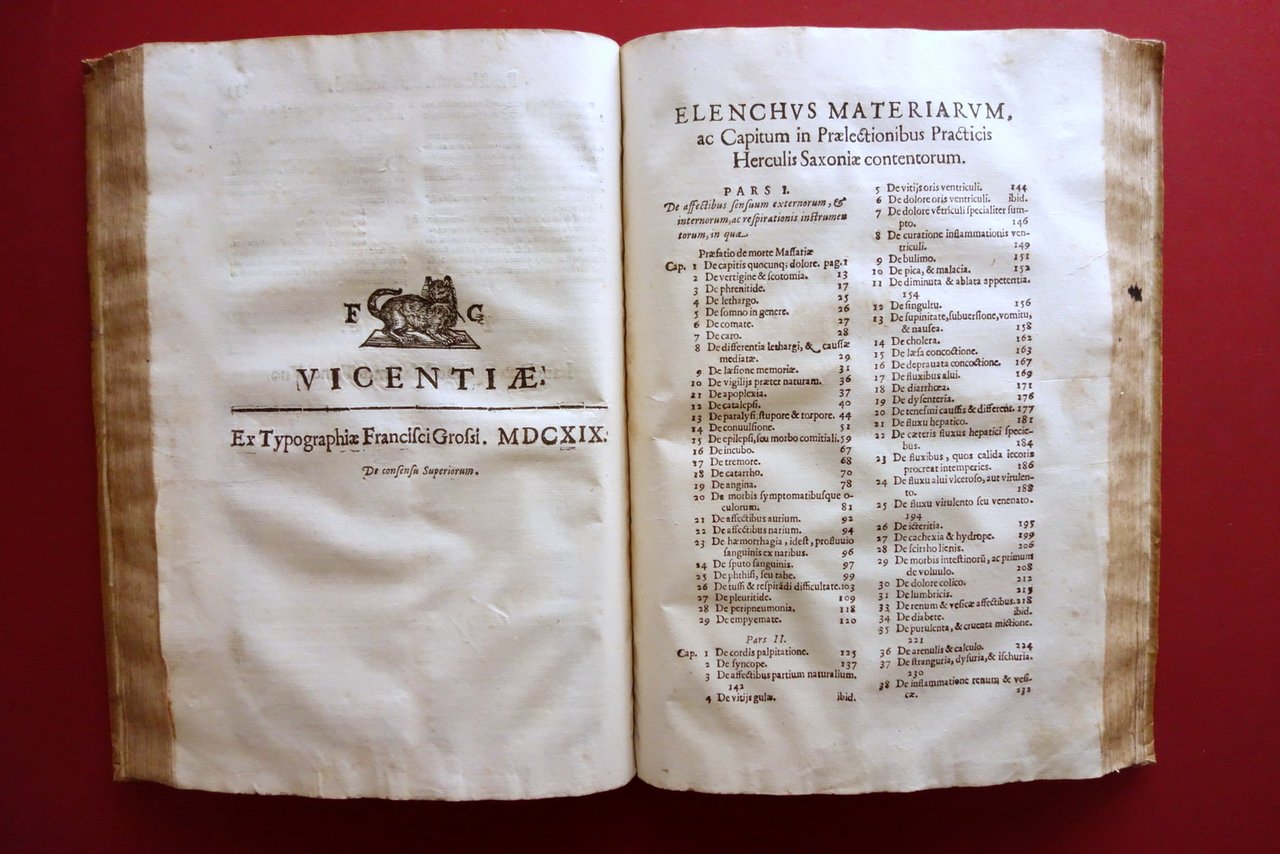 F G
VICENTIÆ.
Ex Typographia Francisci Grossi. MDCXIX.
De consensu Superiorum.
ELENCHVS MATERIARVM,
ac Capitum in Prælectionibus Practicis
Herculis Saxoniæ contentorum.
PARS I.
De affectibus sensuum externorum, &
internorum, ac respirationis instrumen
torum, in qua
Præfatio de morte Massariæ
Cap. 1 De capitis quocunq; dolore. pag. 1
2 De vertigine & scotomia. 13
3 De phrenitide. 17
4 De lethargo. 25
5 De somno in genere. 26
6 De comate. 27
7 De caro. 28
8 De differentia lethargi, & caussæ
mediatæ. 29
9 De læsione memoriæ. 31
10 De vigilijs præter naturam. 36
11 De apoplexia. 37
12 De catalepsi. 40
13 De paralysi, stupore & torpore. 44
14 De conuulsione. 51
15 De epilepsi, seu morbo comitiali. 59
16 De incubo. 67
17 De tremore. 68
18 De catarrho. 70
19 De angina. 78
20 De morbis symptomatibusque o-
culorum. 81
21 De affectibus aurium. 92
22 De affectibus narium. 94
23 De hæmorrhagia, idest, profluuio
sanguinis ex naribus. 96
24 De sputo sanguinis. 97
25 De phthisi, seu tabe. 99
26 De tussi & respirādi difficultate. 103
27 De pleuritide. 109
28 De peripneumonia. 118
29 De empyemate. 120
Pars II.
Cap. 1 De cordis palpitatione. 125
2 De syncope. 137
3 De affectibus partium naturalium.
142
4 De vitijs gulæ. ibid.
5 De vitijs oris ventriculi. 144
6 De dolore oris ventriculi. ibid.
7 De dolore vētriculi specialiter sum-
pto. 146
8 De curatione inflammationis ven-
triculi. 149
9 De bulimo. 151
10 De pica, & malacia. 152
11 De diminuta & ablata appetentia.
154
12 De singultu. 156
13 De supinitate, subuersione, vomitu,
& nausea. 158
14 De cholera. 162
15 De læsa concoctione. 163
16 De deprauata concoctione. 167
17 De fluxibus alui. 169
18 De diarrhœa. 171
19 De dysenteria. 176
20 De tenesmi caussis & different. 177
21 De fluxu hepatico. 181
22 De cæteris fluxus hepatici specie-
bus. 184
23 De fluxibus, quos calida iecoris
procreat intemperies. 186
24 De fluxu alui vlceroso, aut virulen-
to. 188
25 De fluxu virulento seu venenato.
194
26 De icteritia. 195
27 De cachexia & hydrope. 199
28 De scirrho lienis. 206
29 De morbis intestinorū, ac primum
de voluulo. 208
30 De dolore colico. 212
31 De lumbricis. 215
33 De renum & vesicæ affectibus. 218
34 De diabete. ibid.
35 De purulenta, & cruenta mictione.
221
36 De arenulis & calculo. 224
37 De stranguria, dysuria, & ischuria.
230
38 De inflammatione renum & vesi-
cæ. 232